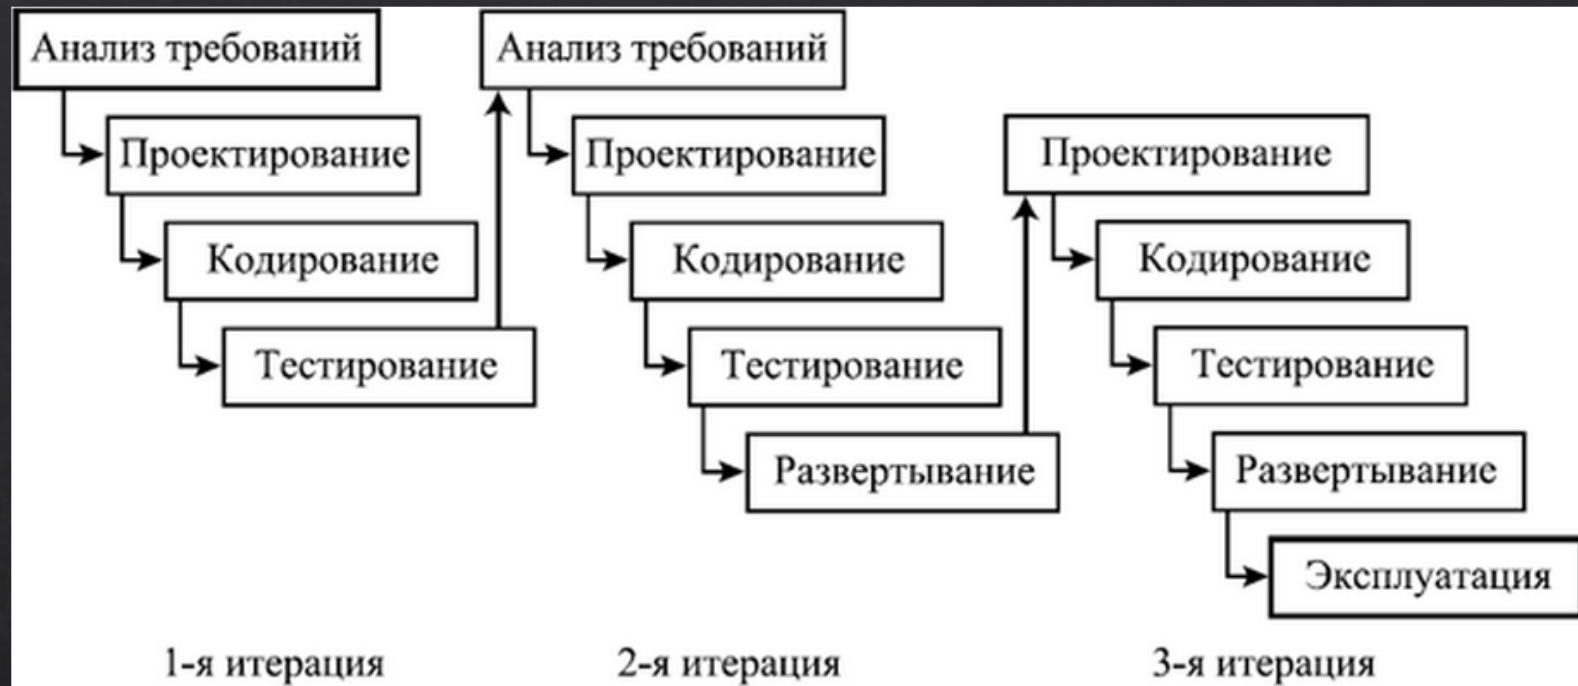 Анализ требований
Проектирование
Кодирование
Тестирование
1-я итерация
Анализ требований
Проектирование
Кодирование
Тестирование
Развертывание
2-я итерация
Проектирование
Кодирование
Тестирование
Развертывание
Эксплуатация
3-я итерация